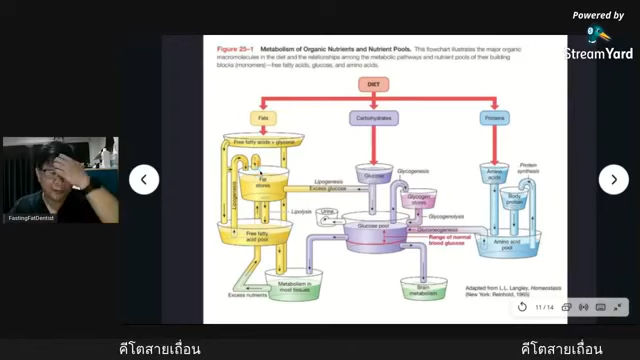 Powered by
StreamYard
Figure 25-1 Metabolism of Organic Nutrients and Nutrient Pools. This flowchart illustrates the major organic
macromolecules in the diet and the relationships among the metabolic pathways and nutrient pools of their building
blocks (monomers)—free fatty acids, glucose, and amino acids.
DIET
Fats
Carbohydrates
Proteins
Free fatty acids + glycerol
Fat
stores
Lipogenesis
Lipogenesis
Excess glucose
Glucose
Glycogenesis
Glycogen
stores
Amino
acids
Protein
synthesis
Body
protein
Lipolysis
Urine
Glycogenolysis
Glucose pool
Gluconeogenesis
Range of normal
blood glucose
Free fatty
acid pool
Amino acid
pool
FastingFatDentist
Metabolism in
most tissues
Excess nutrients
Brain
metabolism
Adapted from L.L. Langley, Homeostasis
(New York: Reinhold, 1965)
11 / 14
คีโตสายเถื่อน
คีโตสายเถื่อน